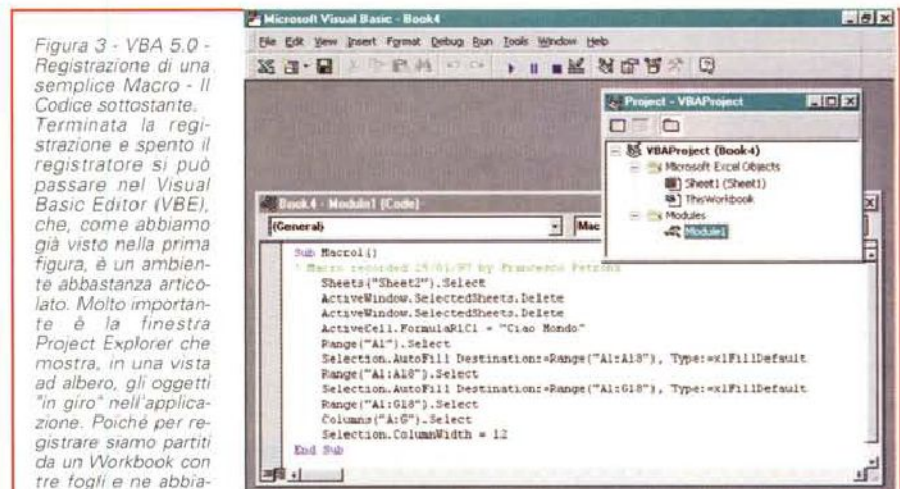 Figura 3 - VBA 5.0 -
Registrazione di una
semplice Macro - Il
Codice sottostante.
Terminata la regi-
strazione e spento il
registratore si può
passare nel Visual
Basic Editor (VBE),
che, come abbiamo
già visto nella prima
figura, è un ambien-
te abbastanza artico-
lato. Molto importan-
te è la finestra
Project Explorer che
mostra, in una vista
ad albero, gli oggetti
"in giro" nell'applica-
zione. Poiché per re-
gistrare siamo partiti
da un Workbook con
tre fogli e ne abbia-
Microsoft Visual Basic - Book4
File Edit View Insert Format Debug Run Tools Window Help
Project - VBAProject
VBAProject (Book4)
Microsoft Excel Objects
Sheet1 (Sheet1)
ThisWorkbook
Modules
Module1
Book4 - Module1 (Code)
(General)
Mac
Sub Macro1()
' Macro recorded 25/01/97 by Francesco Petroni
Sheets("Sheet2").Select
ActiveWindow.SelectedSheets.Delete
ActiveWindow.SelectedSheets.Delete
ActiveCell.FormulaR1C1 = "Ciao Mondo"
Range("A1").Select
Selection.AutoFill Destination:=Range("A1:A18"), Type:=xlFillDefault
Range("A1:A18").Select
Selection.AutoFill Destination:=Range("A1:G18"), Type:=xlFillDefault
Range("A1:G18").Select
Columns("A:G").Select
Selection.ColumnWidth = 12
End Sub